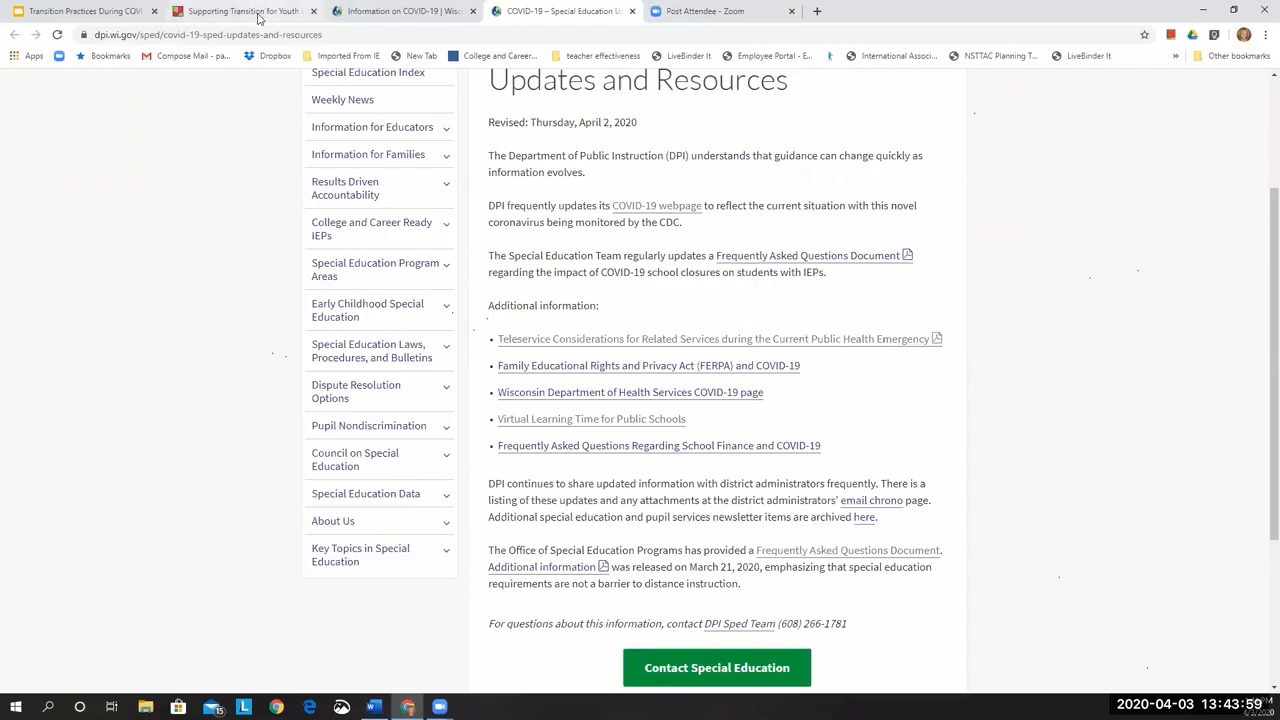 Transition Practices During COVI
Supporting Transition for Youth
Information on COVID-19 | Wisc
COVID-19 – Special Education Up
Post Attendee - Zoom
dpi.wi.gov/sped/covid-19-sped-updates-and-resources
Apps
Bookmarks
Compose Mail - pa...
Dropbox
Imported From IE
New Tab
College and Career...
teacher effectiveness
LiveBinder It
Employee Portal - E...
International Associ...
NSTTAC Planning T...
LiveBinder It
»
Other bookmarks
Special Education Index
Weekly News
Information for Educators
Information for Families
Results Driven
Accountability
College and Career Ready
IEPs
Special Education Program
Areas
Early Childhood Special
Education
Special Education Laws,
Procedures, and Bulletins
Dispute Resolution
Options
Pupil Nondiscrimination
Council on Special
Education
Special Education Data
About Us
Key Topics in Special
Education
Updates and Resources
Revised: Thursday, April 2, 2020
The Department of Public Instruction (DPI) understands that guidance can change quickly as
information evolves.
DPI frequently updates its COVID-19 webpage to reflect the current situation with this novel
coronavirus being monitored by the CDC.
The Special Education Team regularly updates a Frequently Asked Questions Document
regarding the impact of COVID-19 school closures on students with IEPs.
Additional information:
• Teleservice Considerations for Related Services during the Current Public Health Emergency
• Family Educational Rights and Privacy Act (FERPA) and COVID-19
• Wisconsin Department of Health Services COVID-19 page
• Virtual Learning Time for Public Schools
• Frequently Asked Questions Regarding School Finance and COVID-19
DPI continues to share updated information with district administrators frequently. There is a
listing of these updates and any attachments at the district administrators’ email chrono page.
Additional special education and pupil services newsletter items are archived here.
The Office of Special Education Programs has provided a Frequently Asked Questions Document.
Additional information was released on March 21, 2020, emphasizing that special education
requirements are not a barrier to distance instruction.
For questions about this information, contact DPI Sped Team (608) 266-1781
Contact Special Education
15
2020-04-03 13:43:59